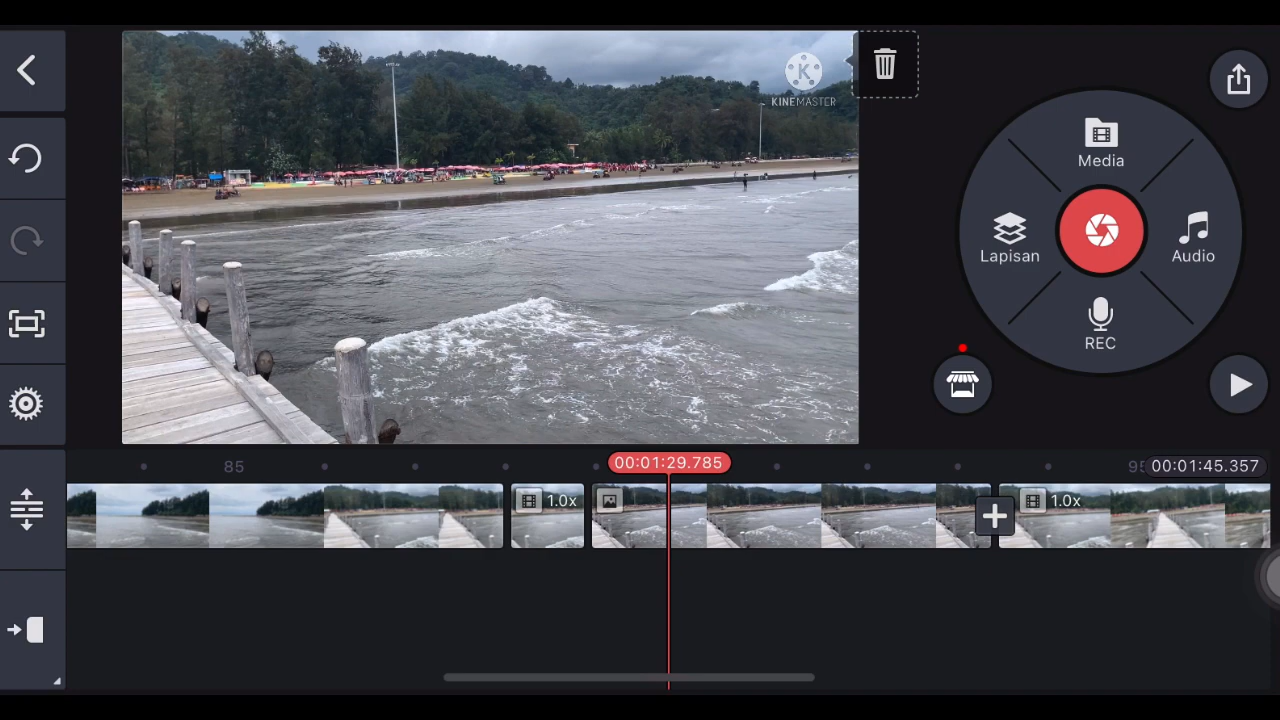 KINEMASTER
Media
Lapisan
Audio
REC
85
00:01:29.785
95
00:01:45.357
1.0x
1.0x